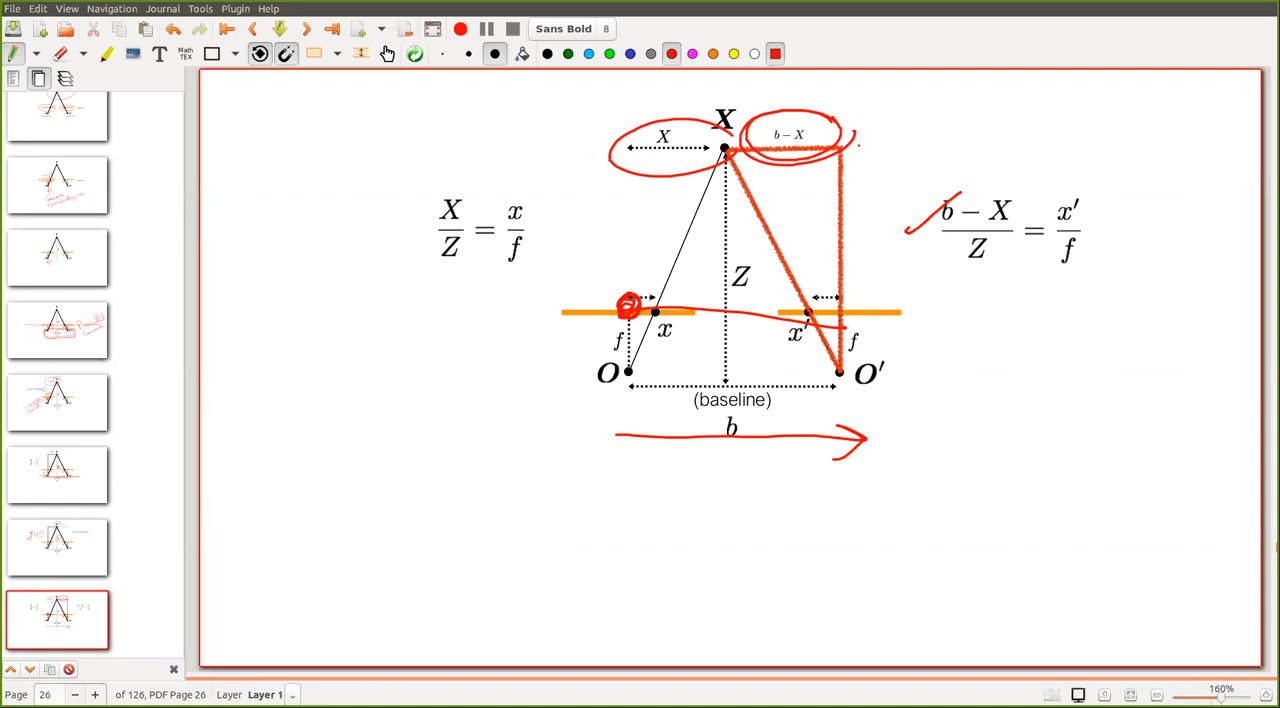 File Edit View Navigation Journal Tools Plugin Help
Sans Bold 8
T Math TEX
X
X b − X
X/Z = x/f
b − X/Z = x′/f
Z
x x′
f f
O O′
(baseline)
b
Page 26 of 126, PDF Page 26 Layer Layer 1 160%